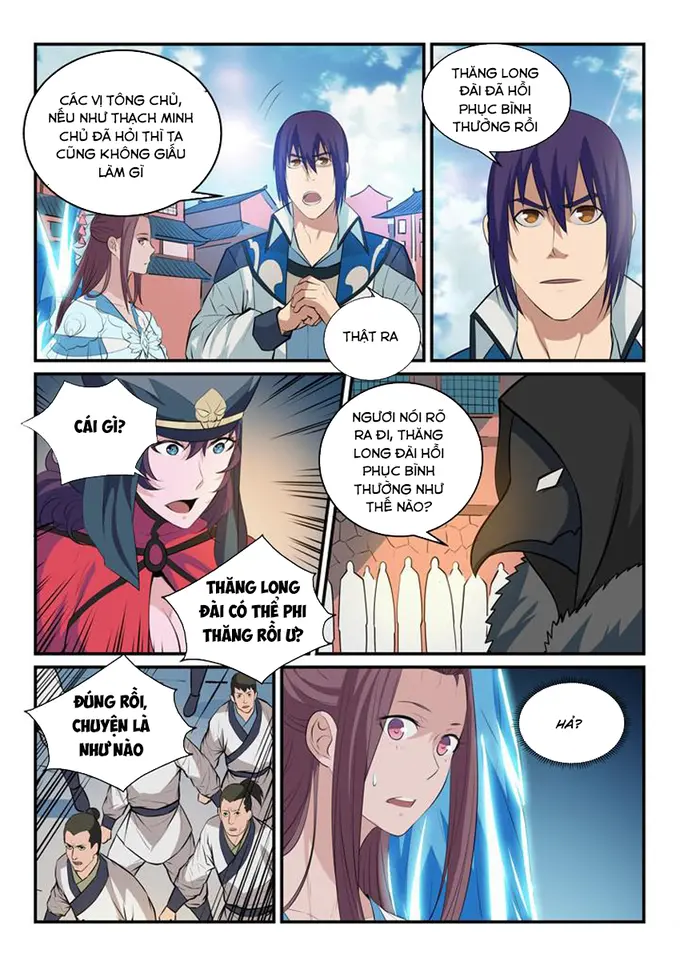 CÁC VỊ TÔNG CHỦ,
NẾU NHƯ THẠCH MINH
CHỦ ĐÃ HỎI THÌ TA
CŨNG KHÔNG GIẤU
LÀM GÌ
THẬT RA
THĂNG LONG
ĐÀI ĐÃ HỒI
PHỤC BÌNH
THƯỜNG RỒI
CÁI GÌ?
THĂNG LONG
ĐÀI CÓ THỂ PHI
THĂNG RỒI Ư?
NGƯƠI NÓI RÕ
RA ĐI, THĂNG
LONG ĐÀI HỒI
PHỤC BÌNH
THƯỜNG NHƯ
THẾ NÀO?
ĐÚNG RỒI,
CHUYỆN LÀ
NHƯ NÀO
HẢ?